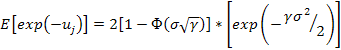 E[exp(−u_j)] = 2[1 − Φ(σ√γ)] ∗ [exp(−γσ²/2)]